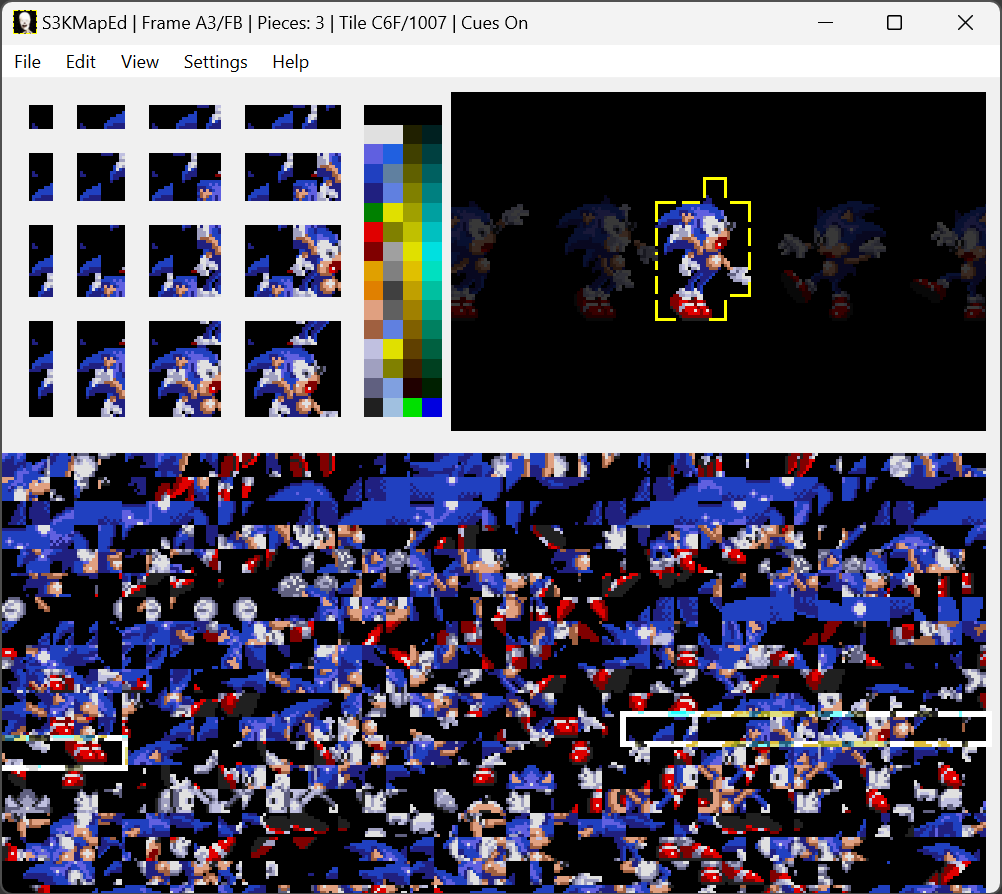 S3KMapEd | Frame A3/FB | Pieces: 3 | Tile C6F/1007 | Cues On
File Edit View Settings Help